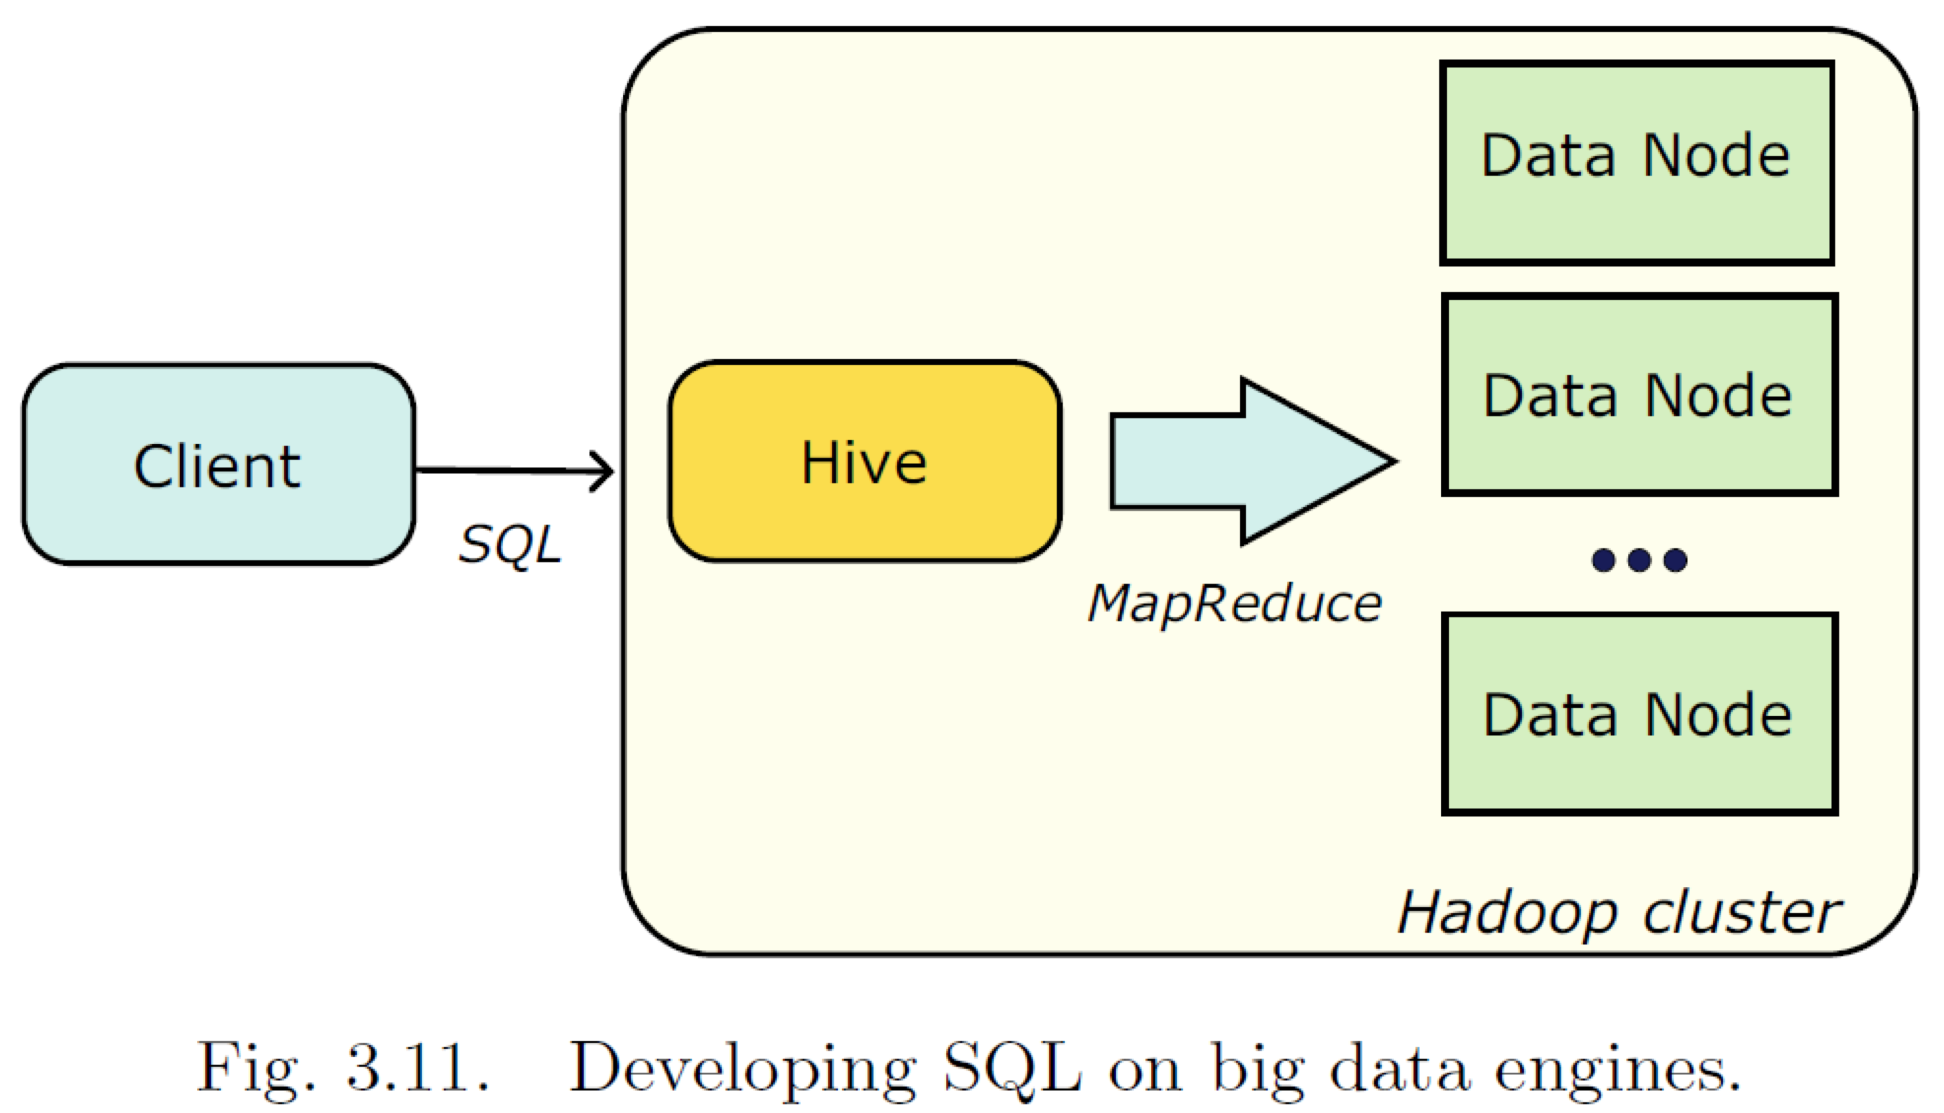 Client
SQL
Hive
MapReduce
Data Node
Data Node
Data Node
Hadoop cluster
Fig. 3.11. Developing SQL on big data engines.